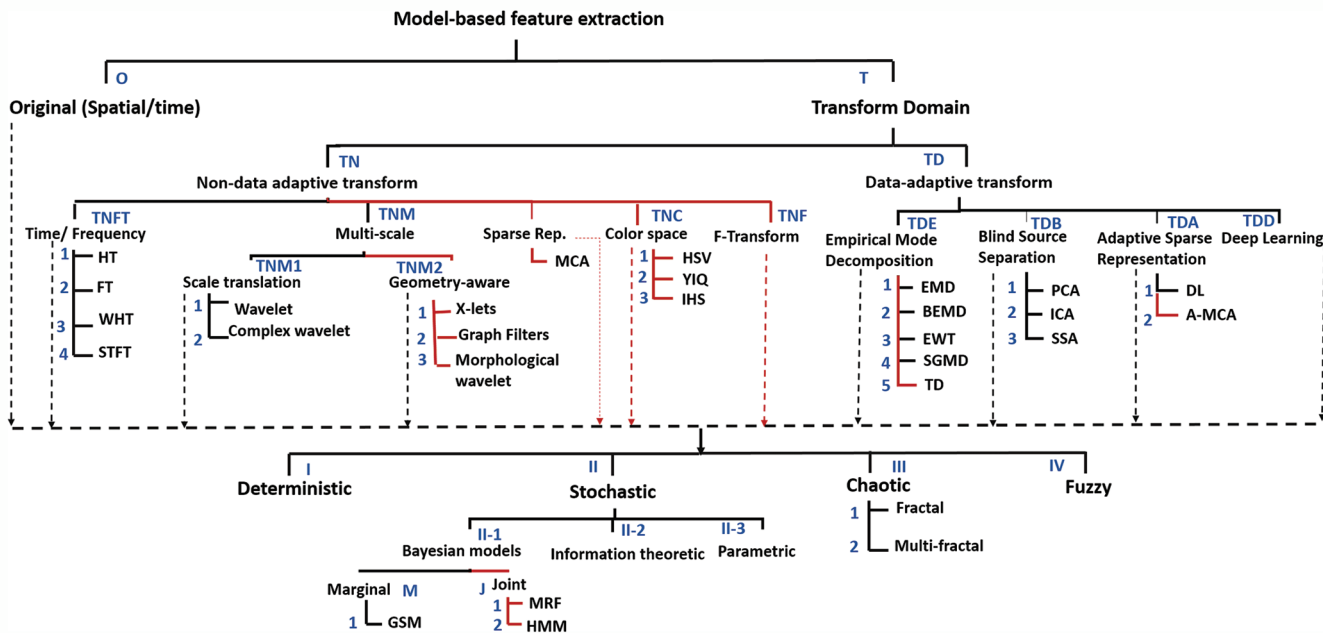 Model-based feature extraction
O
T
Original (Spatial/time)
Transform Domain
TN
TD
Non-data adaptive transform
Data-adaptive transform
TNFT
TNM
TNC
TNF
TDE
TDB
TDA
TDD
Time/ Frequency
Multi-scale
Sparse Rep.
Color space
F-Transform
Empirical Mode
Decomposition
Blind Source
Separation
Adaptive Sparse
Representation
Deep Learning
1 HT
2 FT
3 WHT
4 STFT
TNM1
TNM2
Scale translation
Geometry-aware
1 Wavelet
2 Complex wavelet
1 X-lets
2 Graph Filters
3 Morphological
wavelet
MCA
1 HSV
2 YIQ
3 IHS
1 EMD
2 BEMD
3 EWT
4 SGMD
5 TD
1 PCA
2 ICA
3 SSA
1 DL
2 A-MCA
I
II
III
IV
Deterministic
Stochastic
Chaotic
Fuzzy
1 Fractal
2 Multi-fractal
II-1
II-2
II-3
Bayesian models
Information theoretic
Parametric
Marginal M
J Joint
1 GSM
1 MRF
2 HMM